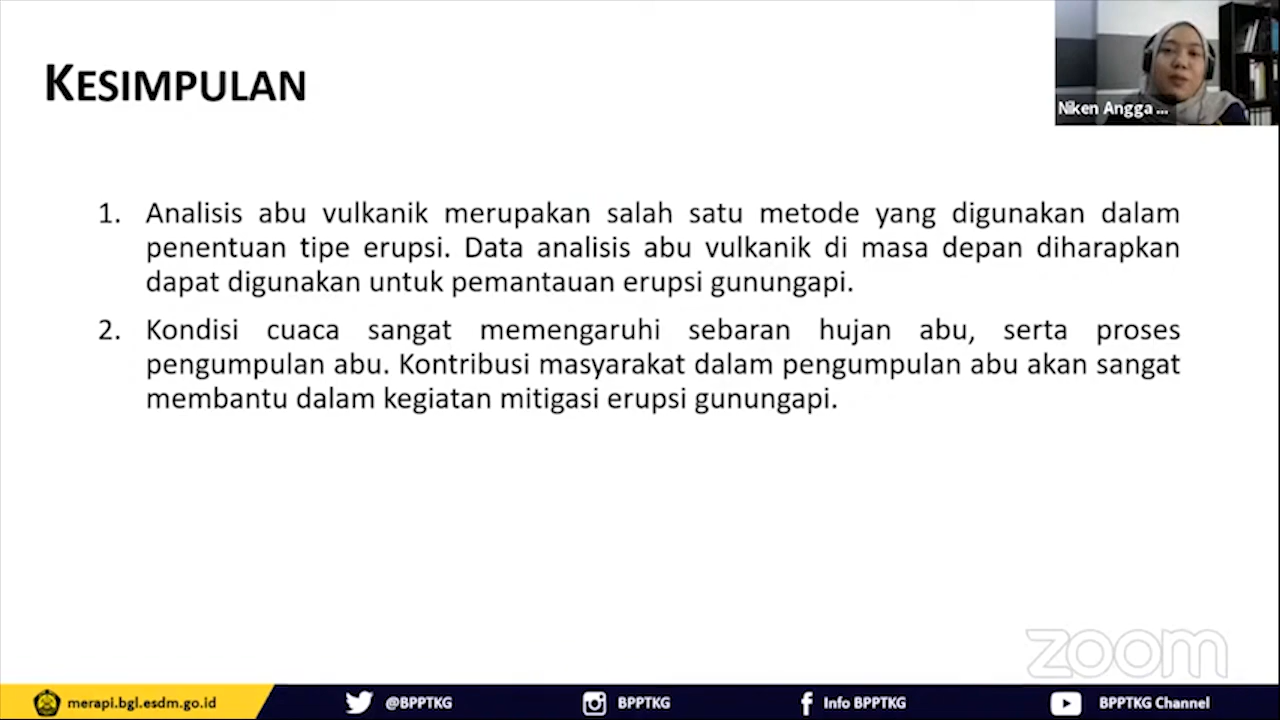 KESIMPULAN
Niken Angga ...
1. Analisis abu vulkanik merupakan salah satu metode yang digunakan dalam
penentuan tipe erupsi. Data analisis abu vulkanik di masa depan diharapkan
dapat digunakan untuk pemantauan erupsi gunungapi.
2. Kondisi cuaca sangat memengaruhi sebaran hujan abu, serta proses
pengumpulan abu. Kontribusi masyarakat dalam pengumpulan abu akan sangat
membantu dalam kegiatan mitigasi erupsi gunungapi.
zoom
merapi.bgl.esdm.go.id
@BPPTKG
BPPTKG
Info BPPTKG
BPPTKG Channel